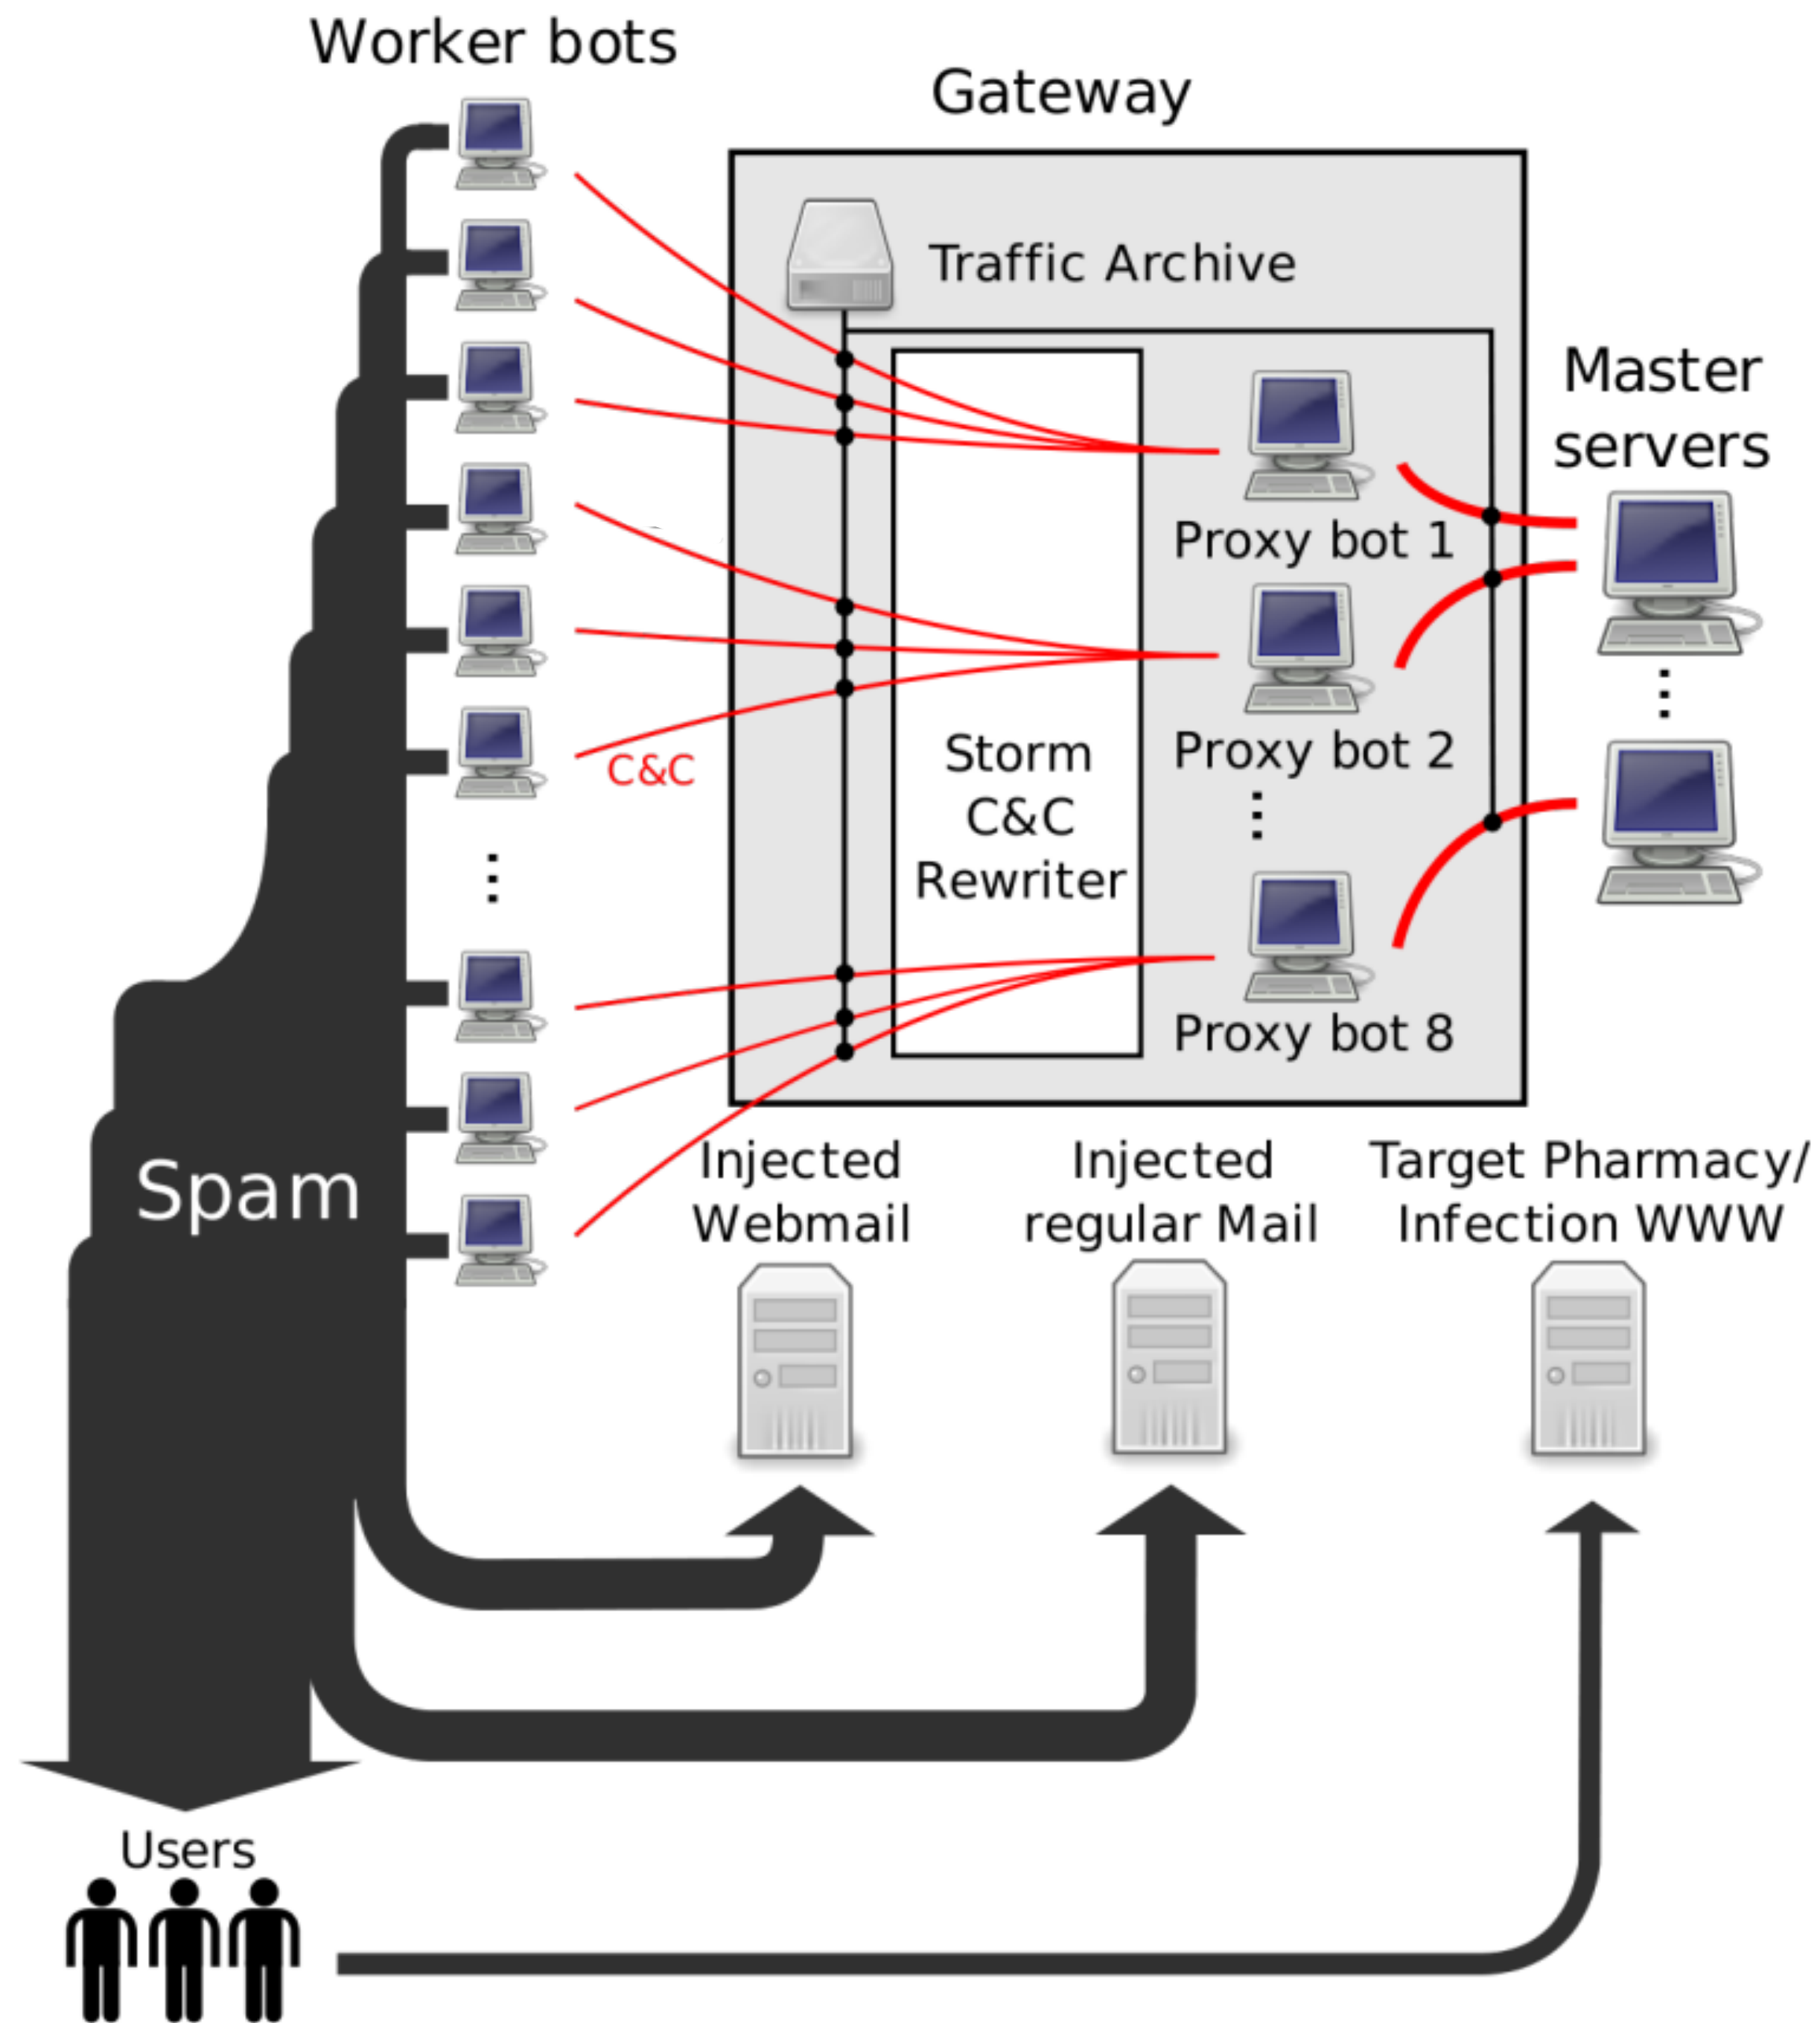 Worker bots
Gateway
Traffic Archive
Master
servers
Proxy bot 1
Proxy bot 2
C&C
Storm
C&C
Rewriter
Proxy bot 8
Injected
Webmail
Injected
regular Mail
Target Pharmacy/
Infection WWW
Spam
Users